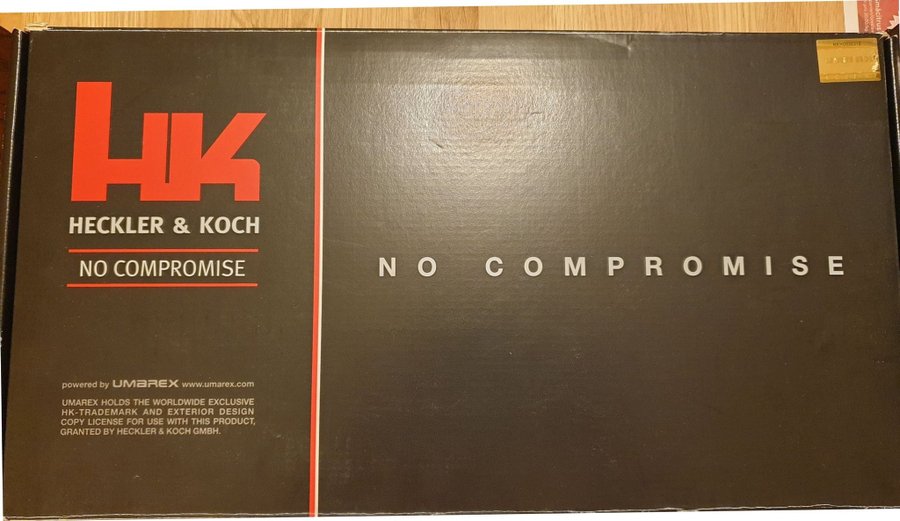 HK
HECKLER & KOCH
NO COMPROMISE
powered by UMAREX www.umarex.com
UMAREX HOLDS THE WORLDWIDE EXCLUSIVE
HK-TRADEMARK AND EXTERIOR DESIGN
COPY LICENSE FOR USE WITH THIS PRODUCT,
GRANTED BY HECKLER & KOCH GMBH.
NO COMPROMISE